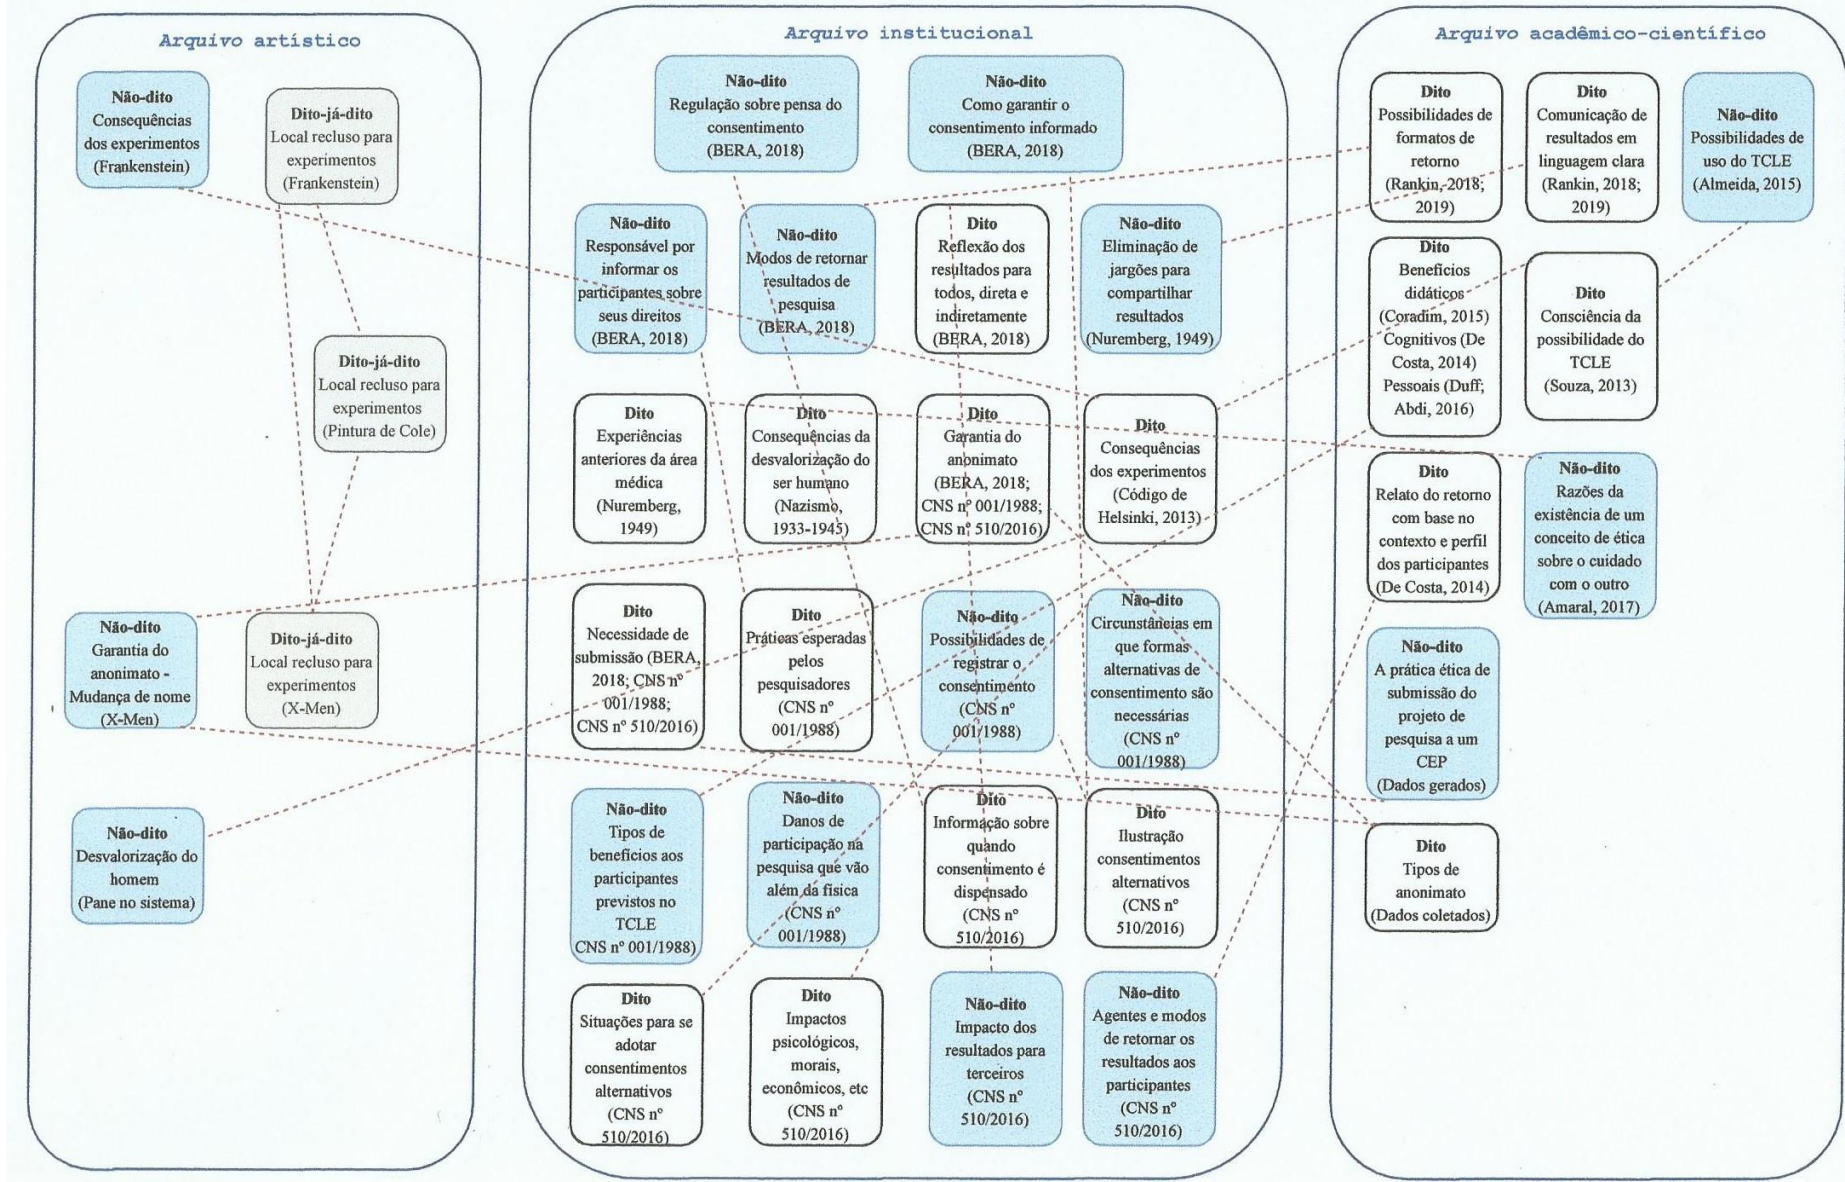 Arquivo artístico
Não-dito
Consequências
dos experimentos
(Frankenstein)
Dito-já-dito
Local recluso para
experimentos
(Frankenstein)
Dito-já-dito
Local recluso para
experimentos
(Pintura de Cole)
Não-dito
Garantia do
anonimato -
Mudança de nome
(X-Men)
Dito-já-dito
Local recluso para
experimentos
(X-Men)
Não-dito
Desvalorização do
homem
(Pane no sistema)
Arquivo institucional
Não-dito
Regulação sobre pensa do
consentimento
(BERA, 2018)
Não-dito
Como garantir o
consentimento informado
(BERA, 2018)
Não-dito
Responsável por
informar os
participantes sobre
seus direitos
(BERA, 2018)
Não-dito
Modos de retornar
resultados de
pesquisa
(BERA, 2018)
Dito
Reflexão dos
resultados para
todos, direta e
indiretamente
(BERA, 2018)
Não-dito
Eliminação de
jargões para
compartilhar
resultados
(Nuremberg, 1949)
Dito
Experiências
anteriores da área
médica
(Nuremberg,
1949)
Dito
Consequências da
desvalorização do
ser humano
(Nazismo,
1933-1945)
Dito
Garantia do
anonimato
(BERA, 2018;
CNS nº 001/1988;
CNS nº 510/2016)
Dito
Consequências
dos experimentos
(Código de
Helsinki, 2013)
Dito
Necessidade de
submissão (BERA,
2018; CNS nº
001/1988;
CNS nº 510/2016)
Dito
Práticas esperadas
pelos
pesquisadores
(CNS nº
001/1988)
Não-dito
Possibilidades de
registrar o
consentimento
(CNS nº
001/1988)
Não-dito
Circunstâncias em
que formas
alternativas de
consentimento são
necessárias
(CNS nº
001/1988)
Não-dito
Tipos de
benefícios aos
participantes
previstos no
TCLE
CNS nº 001/1988)
Não-dito
Danos de
participação na
pesquisa que vão
além da física
(CNS nº
001/1988)
Dito
Informação sobre
quando
consentimento é
dispensado
(CNS nº
510/2016)
Dito
Ilustração
consentimentos
alternativos
(CNS nº
510/2016)
Dito
Situações para se
adotar
consentimentos
alternativos
(CNS nº
510/2016)
Dito
Impactos
psicológicos,
morais,
econômicos, etc
(CNS nº
510/2016)
Não-dito
Impacto dos
resultados para
terceiros
(CNS nº
510/2016)
Não-dito
Agentes e modos
de retornar os
resultados aos
participantes
(CNS nº
510/2016)
Arquivo acadêmico-científico
Dito
Possibilidades de
formatos de
retorno
(Rankin, 2018;
2019)
Dito
Comunicação de
resultados em
linguagem clara
(Rankin, 2018;
2019)
Não-dito
Possibilidades de
uso do TCLE
(Almeida, 2015)
Dito
Benefícios
didáticos
(Coradim, 2015)
Cognitivos (De
Costa, 2014)
Pessoais (Duff;
Abdi, 2016)
Dito
Consciência da
possibilidade do
TCLE
(Souza, 2013)
Dito
Relato do retorno
com base no
contexto e perfil
dos participantes
(De Costa, 2014)
Não-dito
Razões da
existência de um
conceito de ética
sobre o cuidado
com o outro
(Amaral, 2017)
Não-dito
A prática ética de
submissão do
projeto de
pesquisa a um
CEP
(Dados gerados)
Dito
Tipos de
anonimato
(Dados coletados)